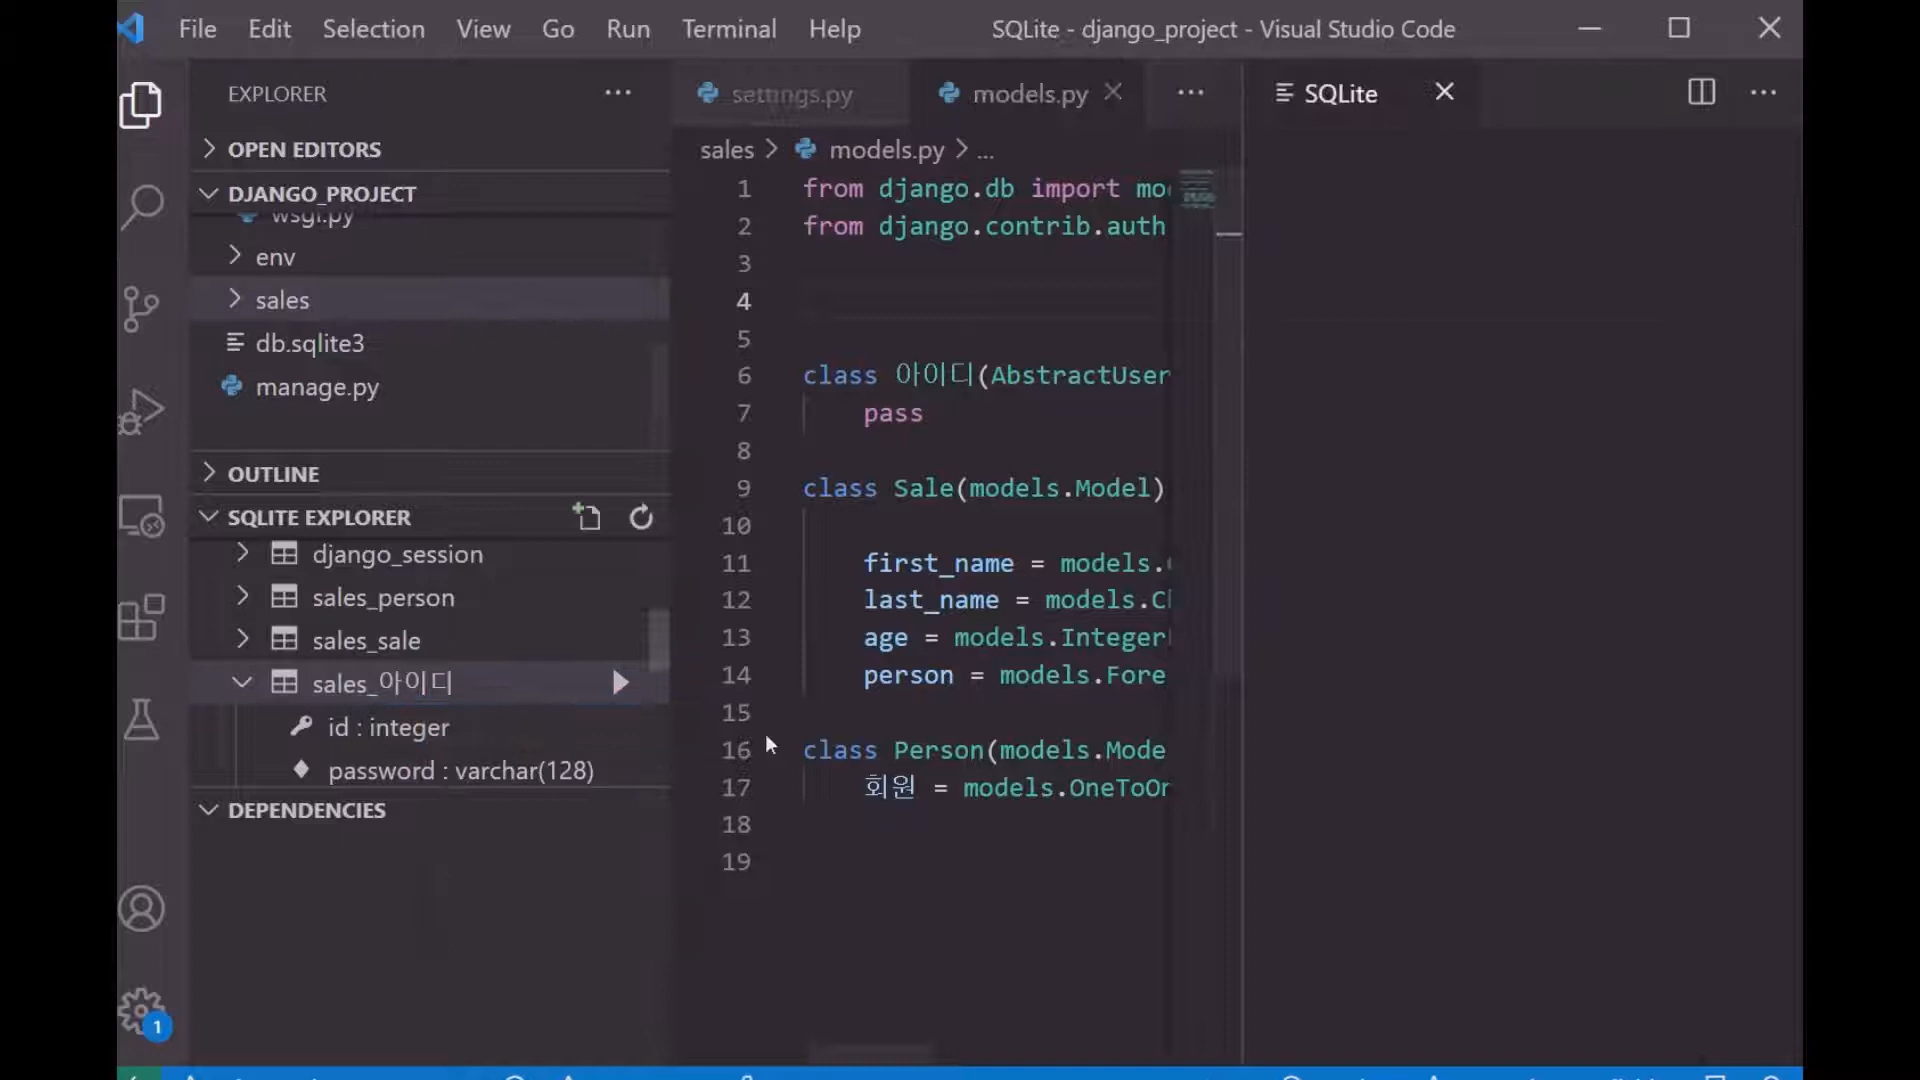 File Edit Selection View Go Run Terminal Help SQLite - django_project - Visual Studio Code
EXPLORER
OPEN EDITORS
DJANGO_PROJECT
wsgi.py
env
sales
db.sqlite3
manage.py
OUTLINE
SQLITE EXPLORER
django_session
sales_person
sales_sale
sales_아이디
id : integer
password : varchar(128)
DEPENDENCIES
1
settings.py models.py
sales > models.py > ...
1 from django.db import
2 from django.contrib.auth
3
4
5
6 class 아이디(AbstractUser
7 pass
8
9 class Sale(models.Model)
10
11 first_name = models.
12 last_name = models.
13 age = models.Integer
14 person = models.Fore
15
16 class Person(models.Mode
17 회원 = models.OneToOn
18
19
SQLite